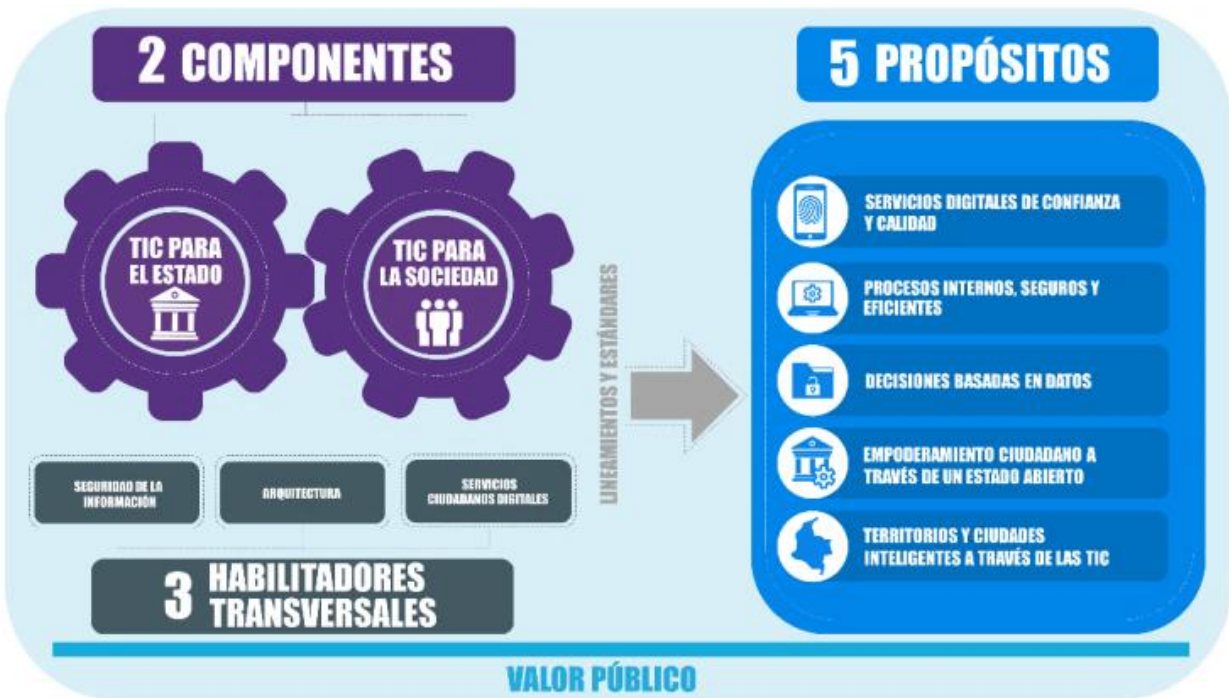 2 COMPONENTES
TIC PARA
EL ESTADO
TIC PARA
LA SOCIEDAD
SEGURIDAD DE LA
INFORMACIÓN
ARQUITECTURA
SERVICIOS
CIUDADANOS DIGITALES
3 HABILITADORES
TRANSVERSALES
LINEAMIENTOS Y ESTÁNDARES
5 PROPÓSITOS
SERVICIOS DIGITALES DE CONFIANZA
Y CALIDAD
PROCESOS INTERNOS, SEGUROS Y
EFICIENTES
DECISIONES BASADAS EN DATOS
EMPODERAMIENTO CIUDADANO A
TRAVÉS DE UN ESTADO ABIERTO
TERRITORIOS Y CIUDADES
INTELIGENTES A TRAVÉS DE LAS TIC
VALOR PÚBLICO